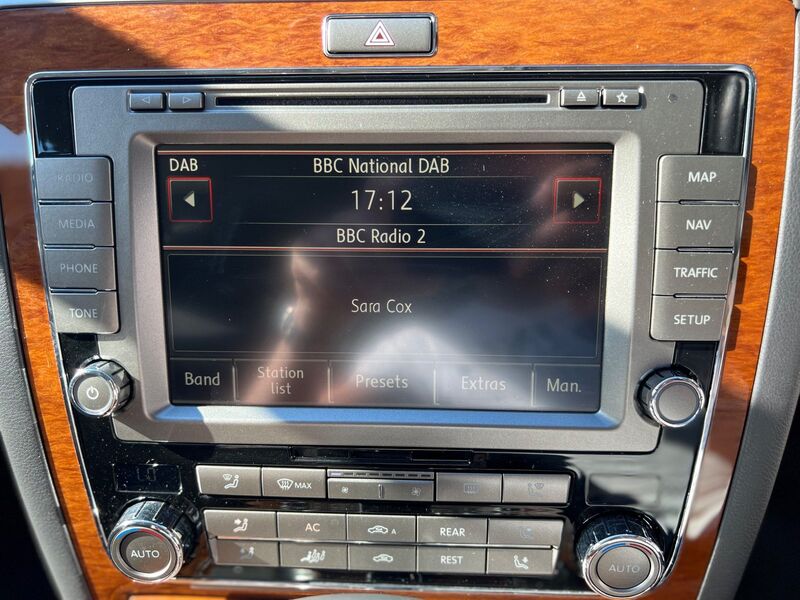 DAB
BBC National DAB
17:12
BBC Radio 2
Sara Cox
Band
Station
list
Presets
Extras
Man.
RADIO
MEDIA
PHONE
TONE
MAP
NAV
TRAFFIC
SETUP
MAX
AC
A
REAR
REST
AUTO
AUTO